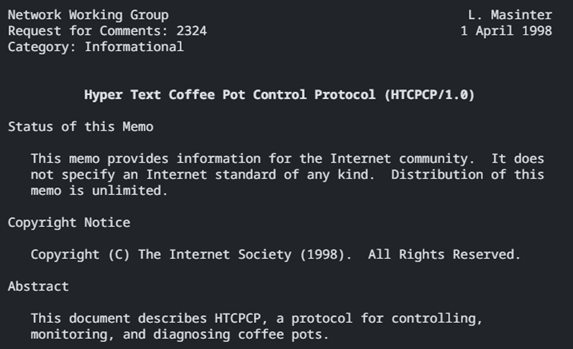 Network Working Group L. Masinter
Request for Comments: 2324 1 April 1998
Category: Informational
Hyper Text Coffee Pot Control Protocol (HTCPCP/1.0)
Status of this Memo
This memo provides information for the Internet community. It does
not specify an Internet standard of any kind. Distribution of this
memo is unlimited.
Copyright Notice
Copyright (C) The Internet Society (1998). All Rights Reserved.
Abstract
This document describes HTCPCP, a protocol for controlling,
monitoring, and diagnosing coffee pots.